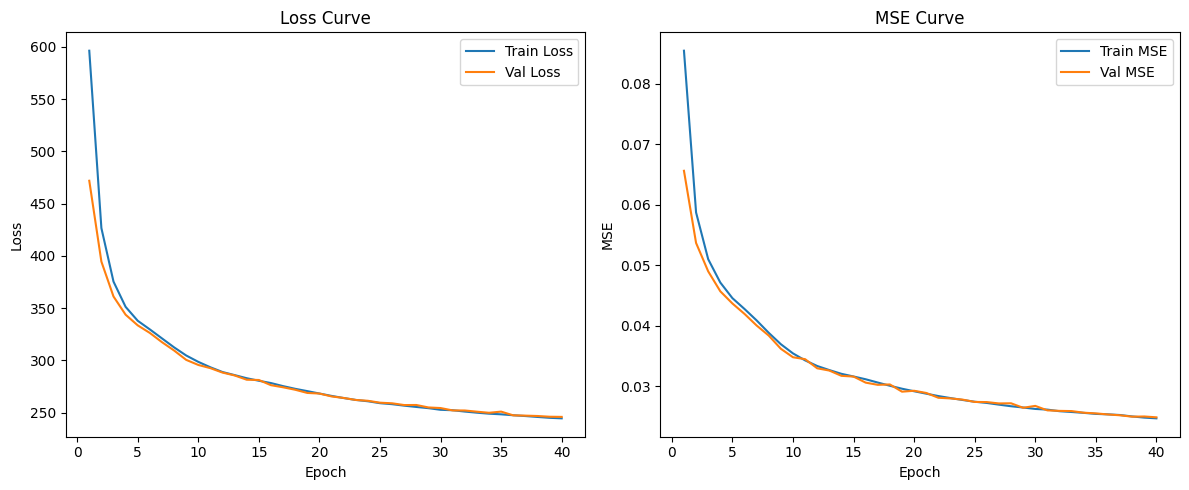 Loss Curve
Train Loss
Val Loss
600
550
500
450
400
350
300
250
Loss
0 5 10 15 20 25 30 35 40
Epoch
MSE Curve
Train MSE
Val MSE
0.08
0.07
0.06
0.05
0.04
0.03
MSE
0 5 10 15 20 25 30 35 40
Epoch